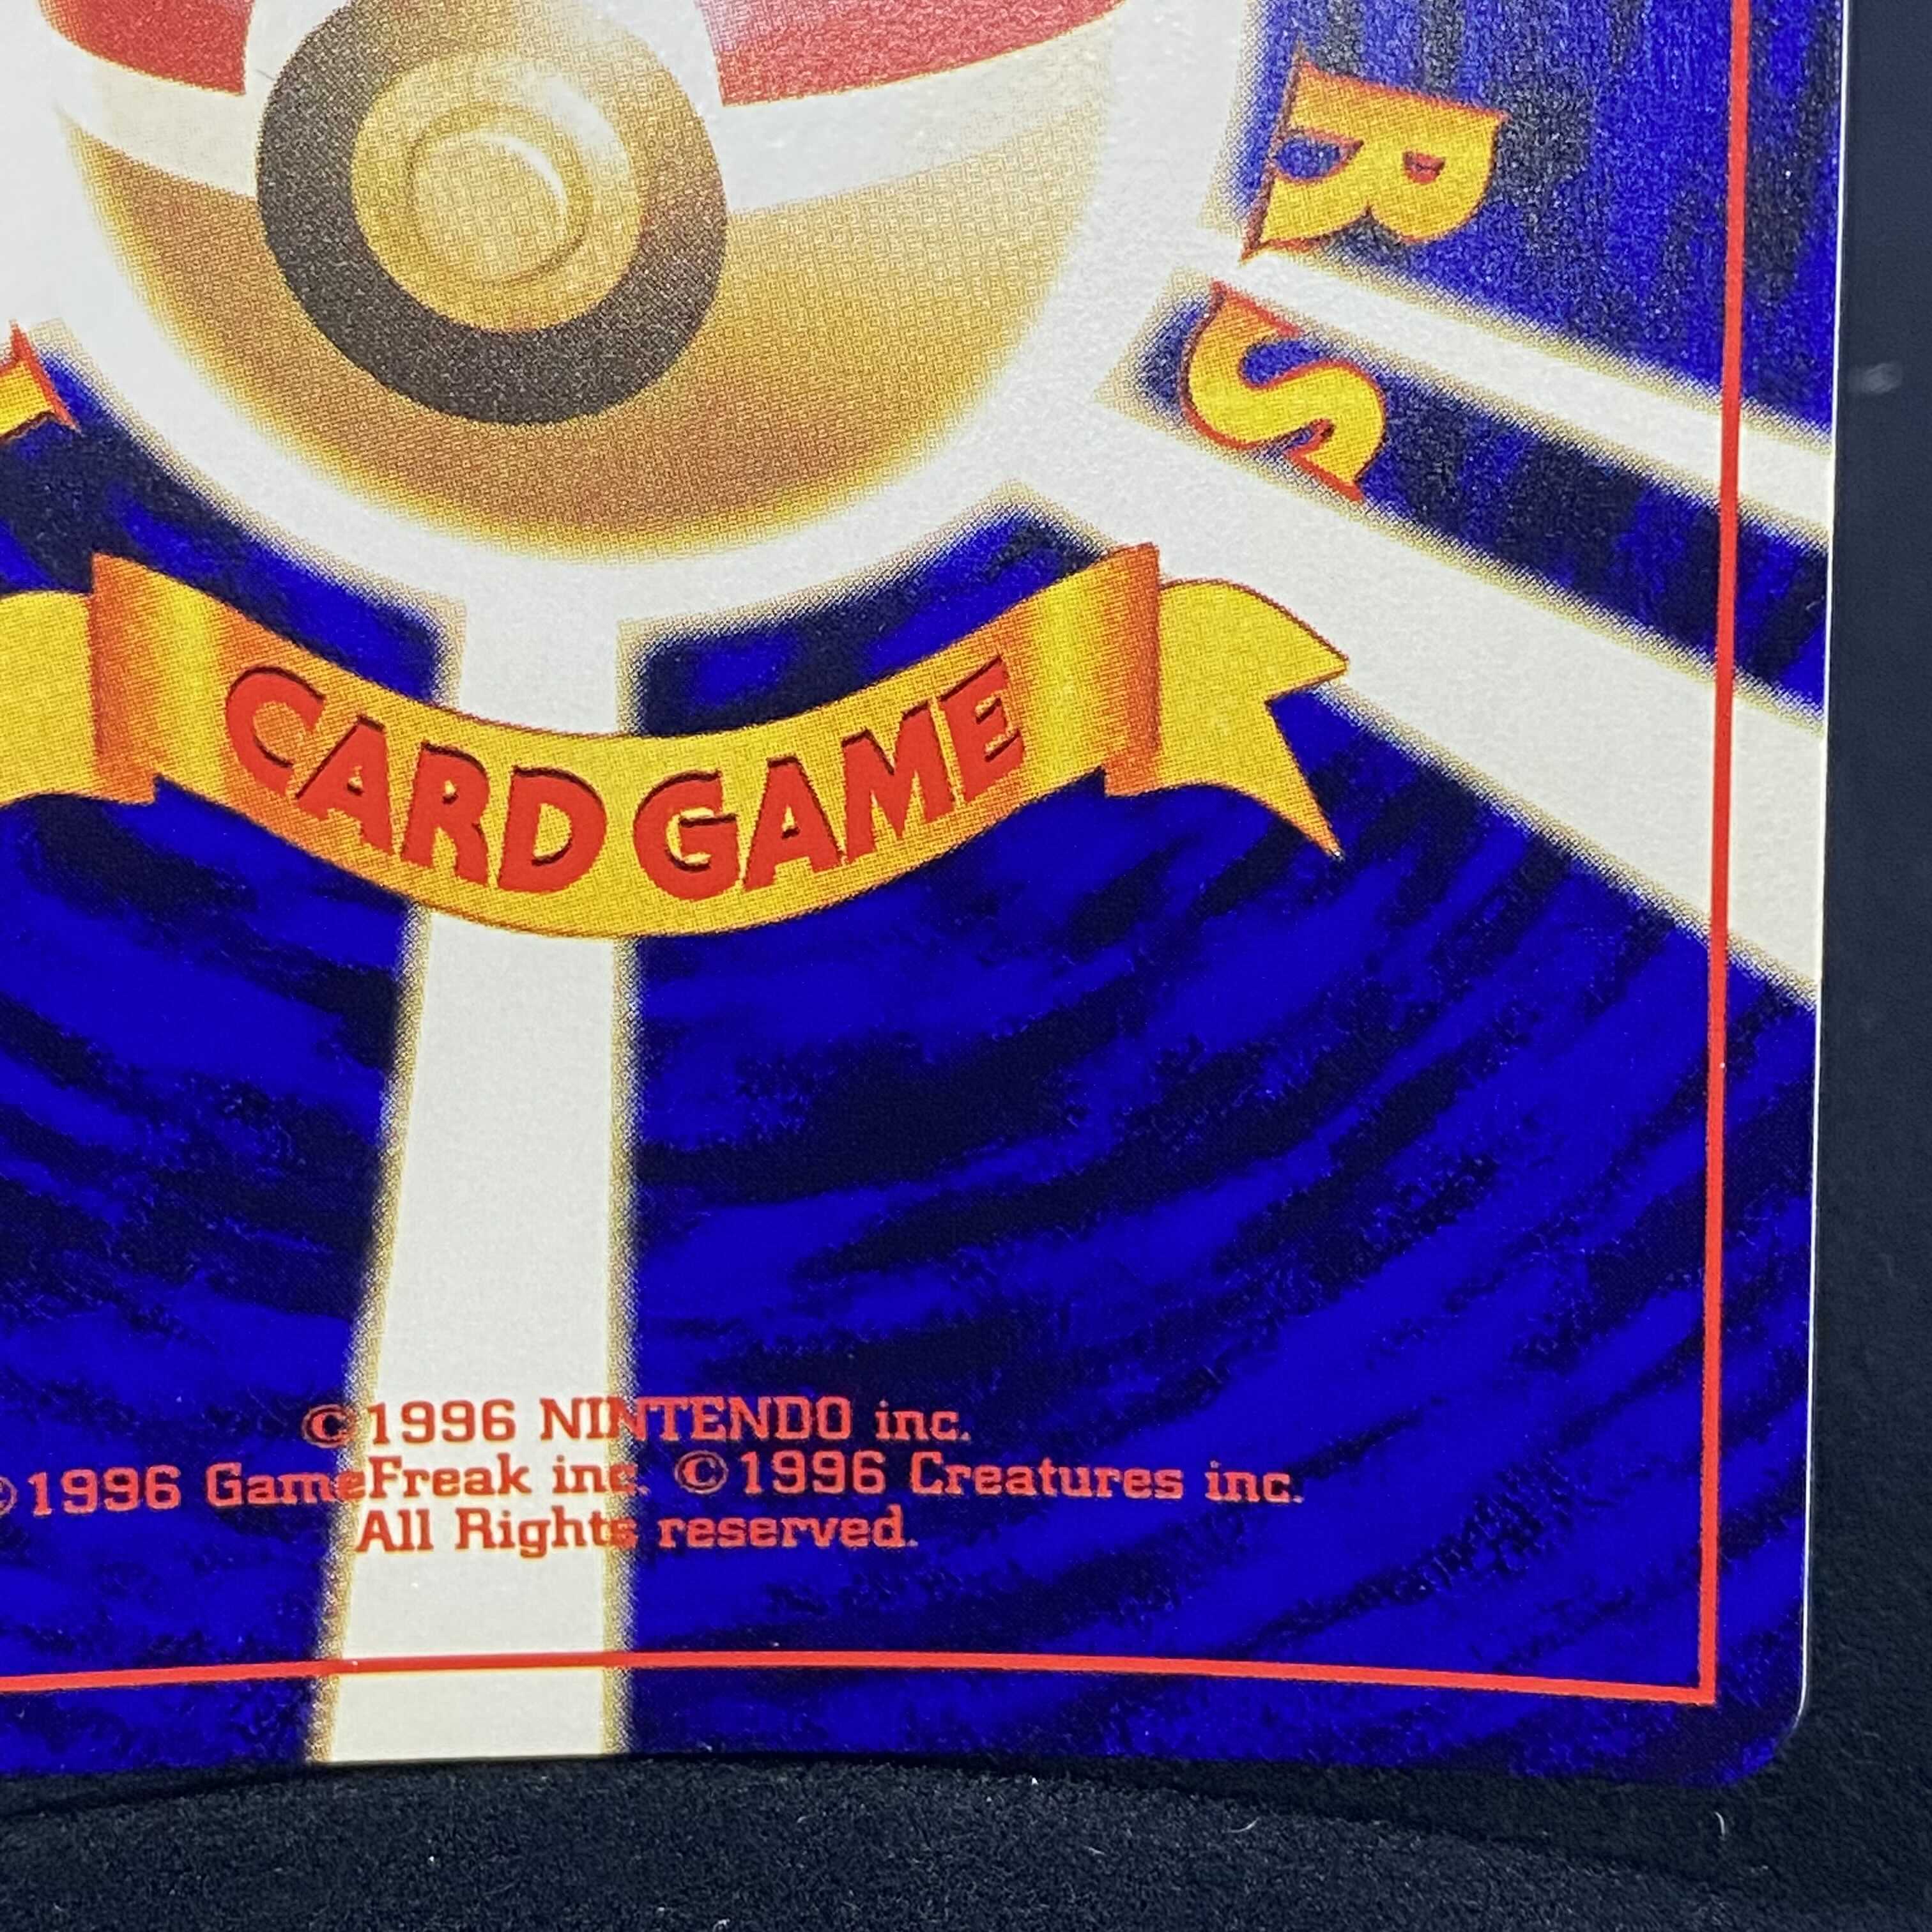 R
S
CARD GAME
©1996 NINTENDO inc.
©1996 GameFreak inc. ©1996 Creatures inc.
All Rights reserved.